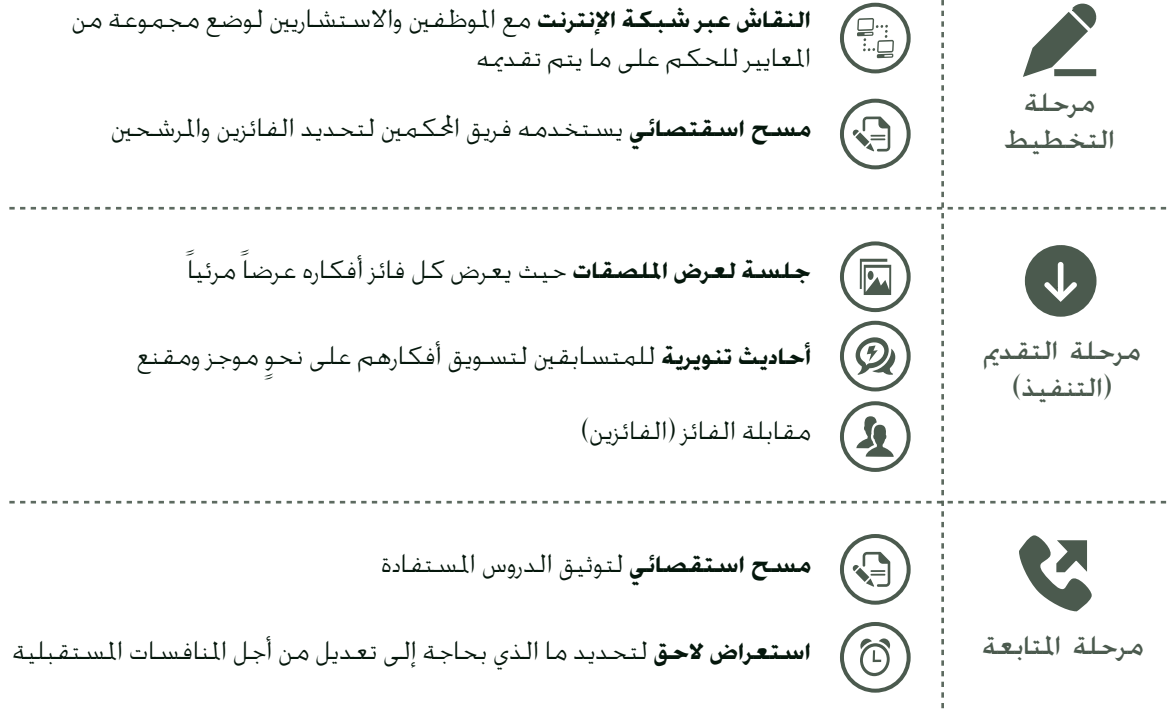 مرحلة
التخطيط
النقاش عبر شبكة الإنترنت مع الموظفين والاستشاريين لوضع مجموعة من
المعايير للحكم على ما يتم تقديمه
مسح اسقتصائي يستخدمه فريق المحكمين لتحديد الفائزين والمرشحين
مرحلة التقديم
(التنفيذ)
جلسة لعرض الملصقات حيث يعرض كل فائز أفكاره عرضاً مرئياً
أحاديث تنويرية للمتسابقين لتسويق أفكارهم على نحوٍ موجز ومقنع
مقابلة الفائز (الفائزين)
مرحلة المتابعة
مسح استقصائي لتوثيق الدروس المستفادة
استعراض لاحق لتحديد ما الذي بحاجة إلى تعديل من أجل المنافسات المستقبلية